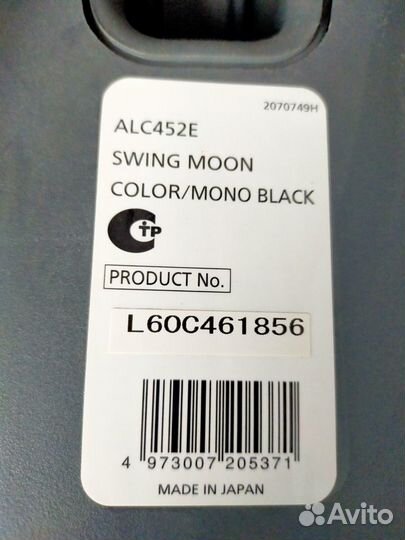 2070749H
ALC452E
SWING MOON
COLOR/MONO BLACK
C TP
PRODUCT No.
L60C461856
4 973007 205371
MADE IN JAPAN
Avito